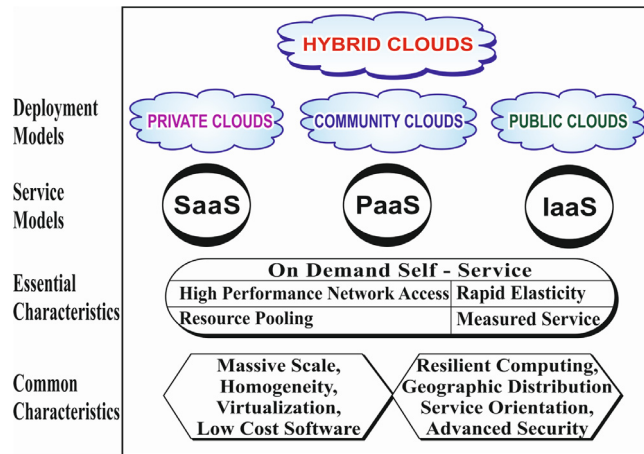 HYBRID CLOUDS
Deployment
Models
PRIVATE CLOUDS
COMMUNITY CLOUDS
PUBLIC CLOUDS
Service
Models
SaaS
PaaS
IaaS
Essential
Characteristics
On Demand Self - Service
High Performance Network Access
Rapid Elasticity
Resource Pooling
Measured Service
Common
Characteristics
Massive Scale,
Homogeneity,
Virtualization,
Low Cost Software
Resilient Computing,
Geographic Distribution
Service Orientation,
Advanced Security